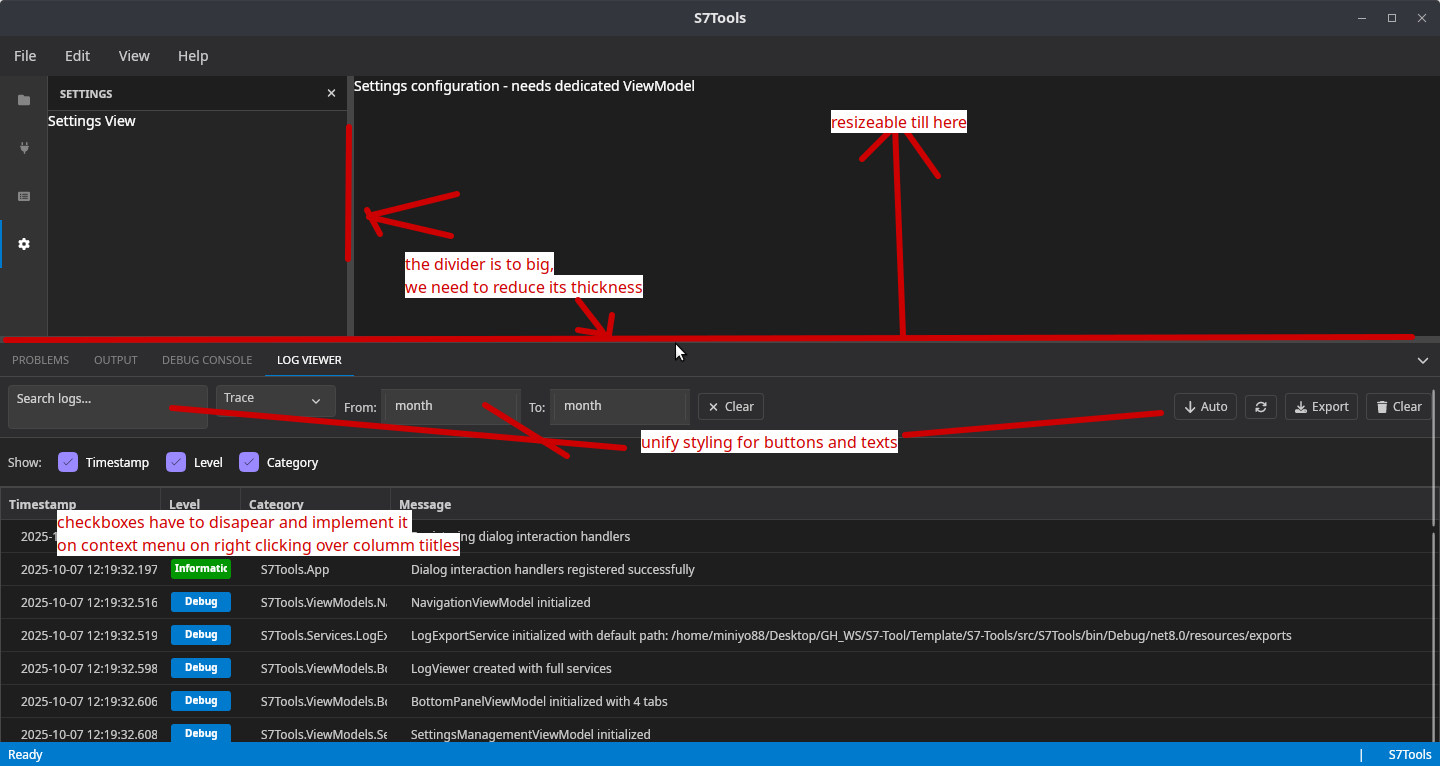 S7Tools
File Edit View Help
SETTINGS
Settings View
Settings configuration - needs dedicated ViewModel
resizeable till here
the divider is to big,
we need to reduce its thickness
PROBLEMS OUTPUT DEBUG CONSOLE LOG VIEWER
Search logs... Trace From: month To: month Clear Auto Export Clear
unify styling for buttons and texts
Show: Timestamp Level Category
Timestamp Level Category Message
checkboxes have to disapear and implement it
on context menu on right clicking over columm tiitles
2025-1 ng dialog interaction handlers
2025-10-07 12:19:32.197 Informatic S7Tools.App Dialog interaction handlers registered successfully
2025-10-07 12:19:32.516 Debug S7Tools.ViewModels.Na NavigationViewModel initialized
2025-10-07 12:19:32.519 Debug S7Tools.Services.LogEx LogExportService initialized with default path: /home/miniyo88/Desktop/GH_WS/S7-Tool/Template/S7-Tools/src/S7Tools/bin/Debug/net8.0/resources/exports
2025-10-07 12:19:32.598 Debug S7Tools.ViewModels.Bo LogViewer created with full services
2025-10-07 12:19:32.606 Debug S7Tools.ViewModels.Bo BottomPanelViewModel initialized with 4 tabs
2025-10-07 12:19:32.608 Debug S7Tools.ViewModels.Se SettingsManagementViewModel initialized
Ready | S7Tools